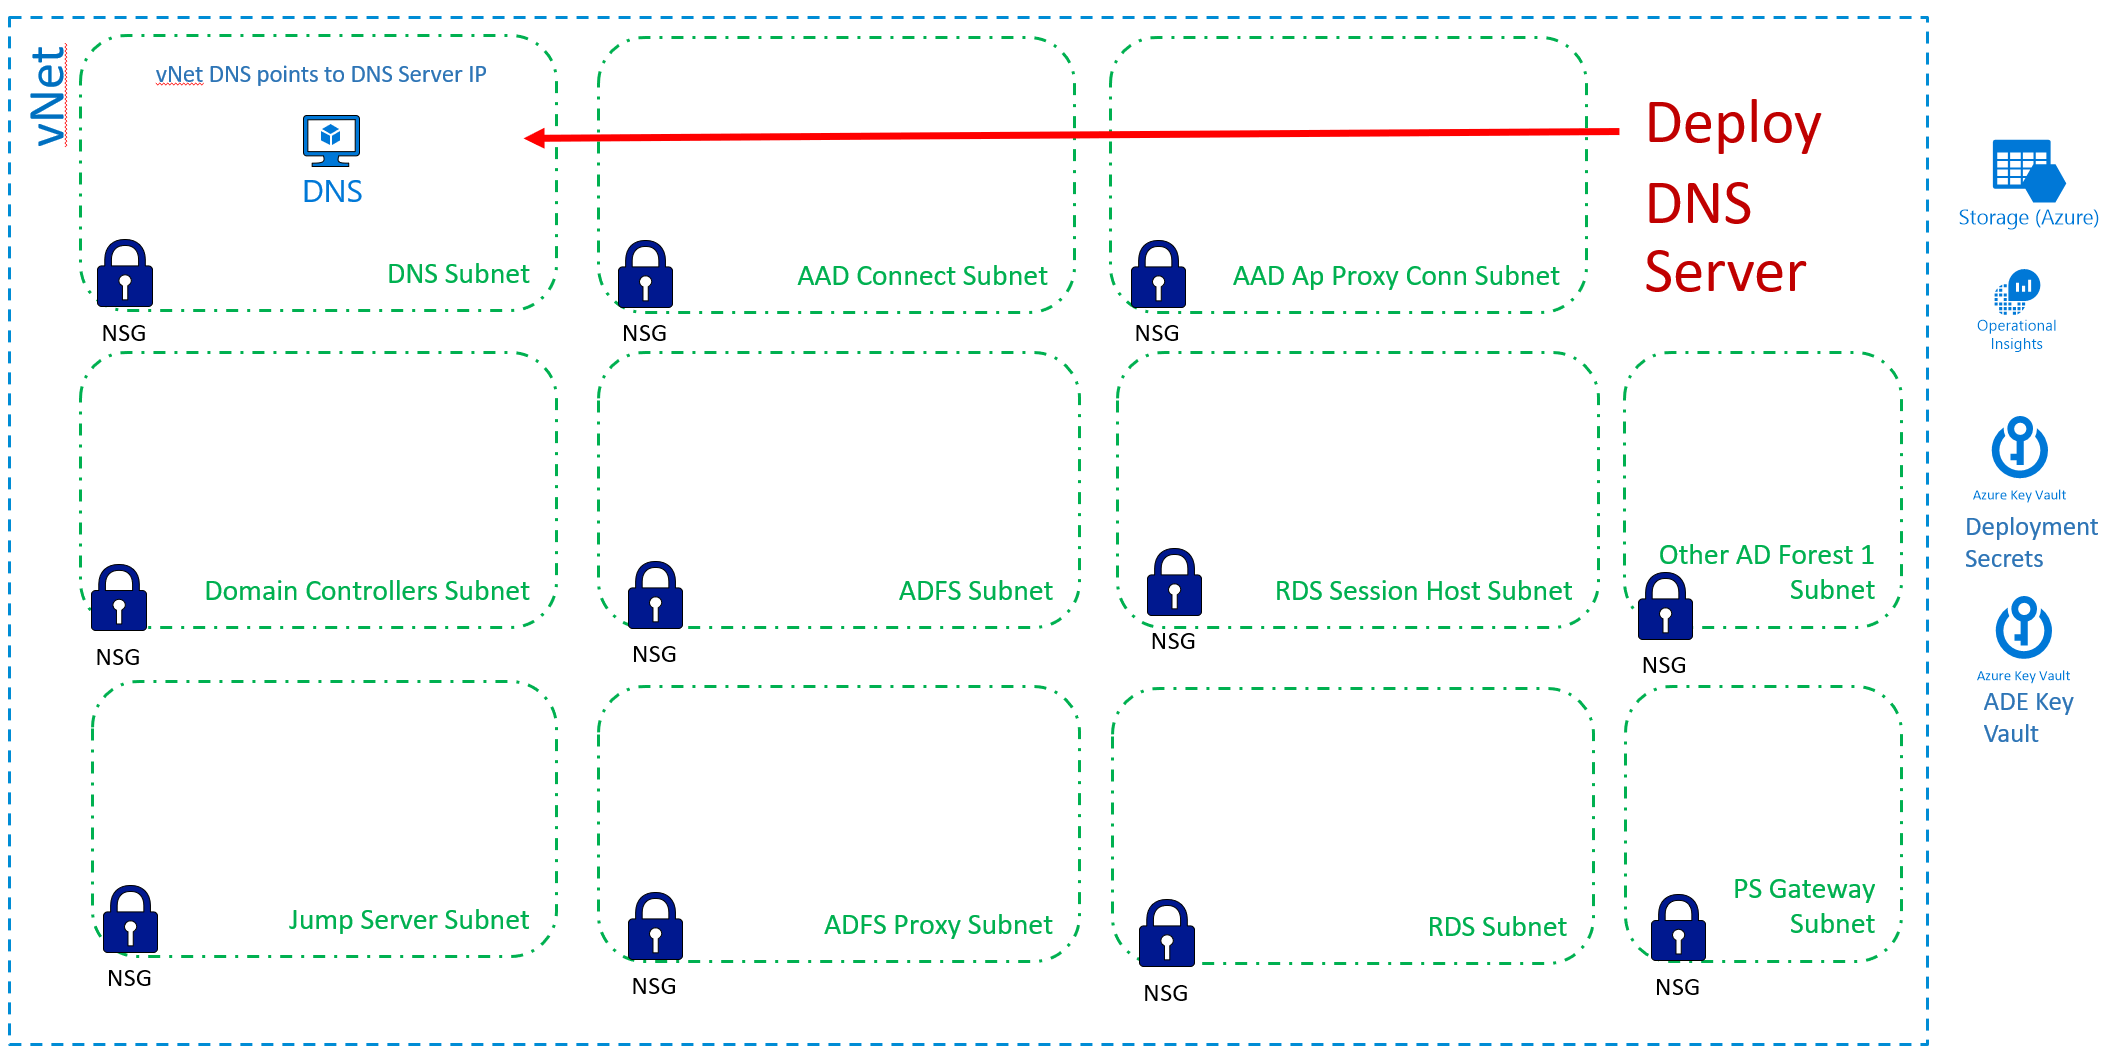 vNet
vNet DNS points to DNS Server IP
DNS
DNS Subnet
NSG
AAD Connect Subnet
NSG
AAD Ap Proxy Conn Subnet
NSG
Deploy
DNS
Server
Storage (Azure)
Operational
Insights
Azure Key Vault
Deployment
Secrets
Azure Key Vault
ADE Key
Vault
Domain Controllers Subnet
NSG
ADFS Subnet
NSG
RDS Session Host Subnet
NSG
Other AD Forest 1
Subnet
NSG
Jump Server Subnet
NSG
ADFS Proxy Subnet
NSG
RDS Subnet
NSG
PS Gateway
Subnet
NSG